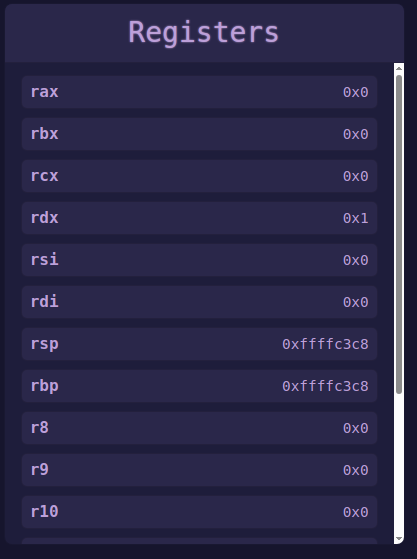 Registers
rax 0x0
rbx 0x0
rcx 0x0
rdx 0x1
rsi 0x0
rdi 0x0
rsp 0xffffc3c8
rbp 0xffffc3c8
r8 0x0
r9 0x0
r10 0x0